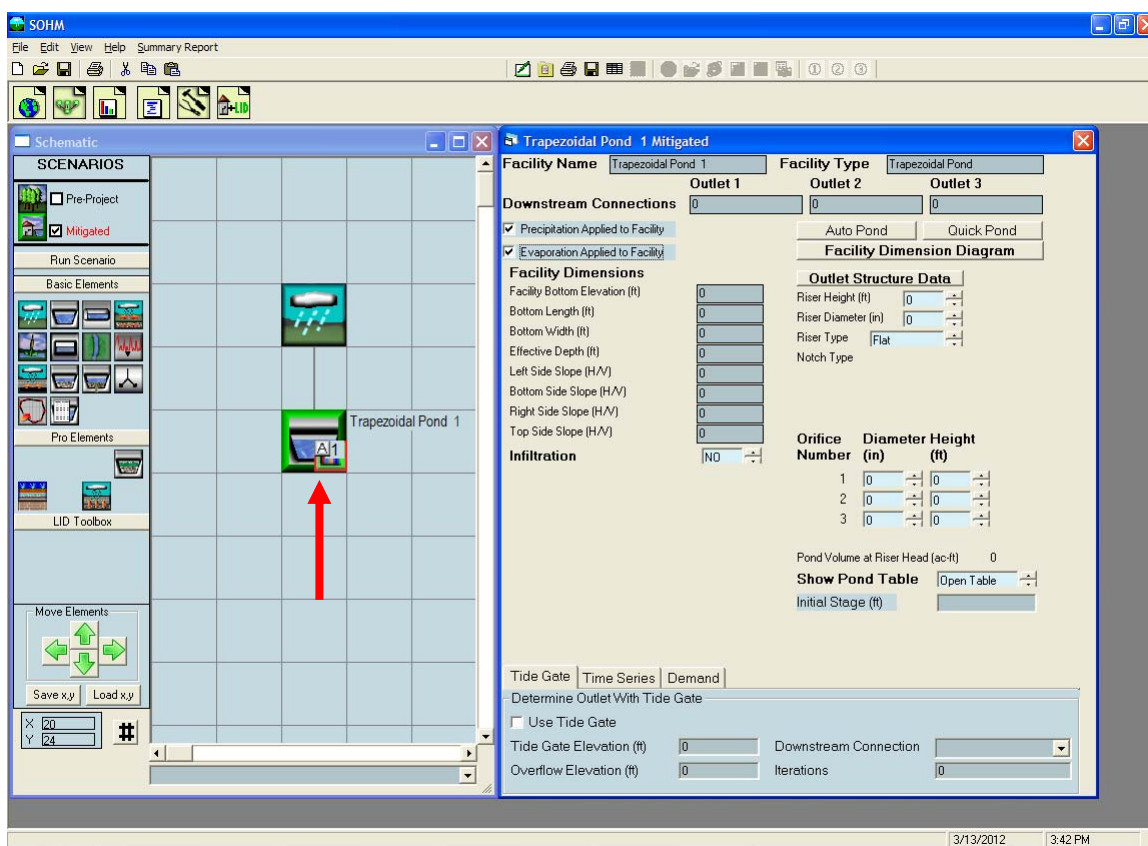 SOHM
File Edit View Help Summary Report
Schematic
SCENARIOS
Pre-Project
Mitigated
Run Scenario
Basic Elements
Pro Elements
LID Toolbox
Move Elements
Save x,y Load x,y
X 20
Y 24
#
+LID
Trapezoidal Pond 1
A 1
Trapezoidal Pond 1 Mitigated
Facility Name Trapezoidal Pond 1 Facility Type Trapezoidal Pond
Outlet 1 Outlet 2 Outlet 3
Downstream Connections 0 0 0
Precipitation Applied to Facility Auto Pond Quick Pond
Evaporation Applied to Facility Facility Dimension Diagram
Facility Dimensions
Facility Bottom Elevation (ft) 0
Bottom Length (ft) 0
Bottom Width (ft) 0
Effective Depth (ft) 0
Left Side Slope (H/V) 0
Bottom Side Slope (H/V) 0
Right Side Slope (H/V) 0
Top Side Slope (H/V) 0
Infiltration NO
Outlet Structure Data
Riser Height (ft) 0
Riser Diameter (in) 0
Riser Type Flat
Notch Type
Orifice Diameter Height
Number (in) (ft)
1 0 0
2 0 0
3 0 0
Pond Volume at Riser Head (ac-ft) 0
Show Pond Table Open Table
Initial Stage (ft)
Tide Gate Time Series Demand
Determine Outlet With Tide Gate
Use Tide Gate
Tide Gate Elevation (ft) 0 Downstream Connection
Overflow Elevation (ft) 0 Iterations 0
3/13/2012 3:42 PM